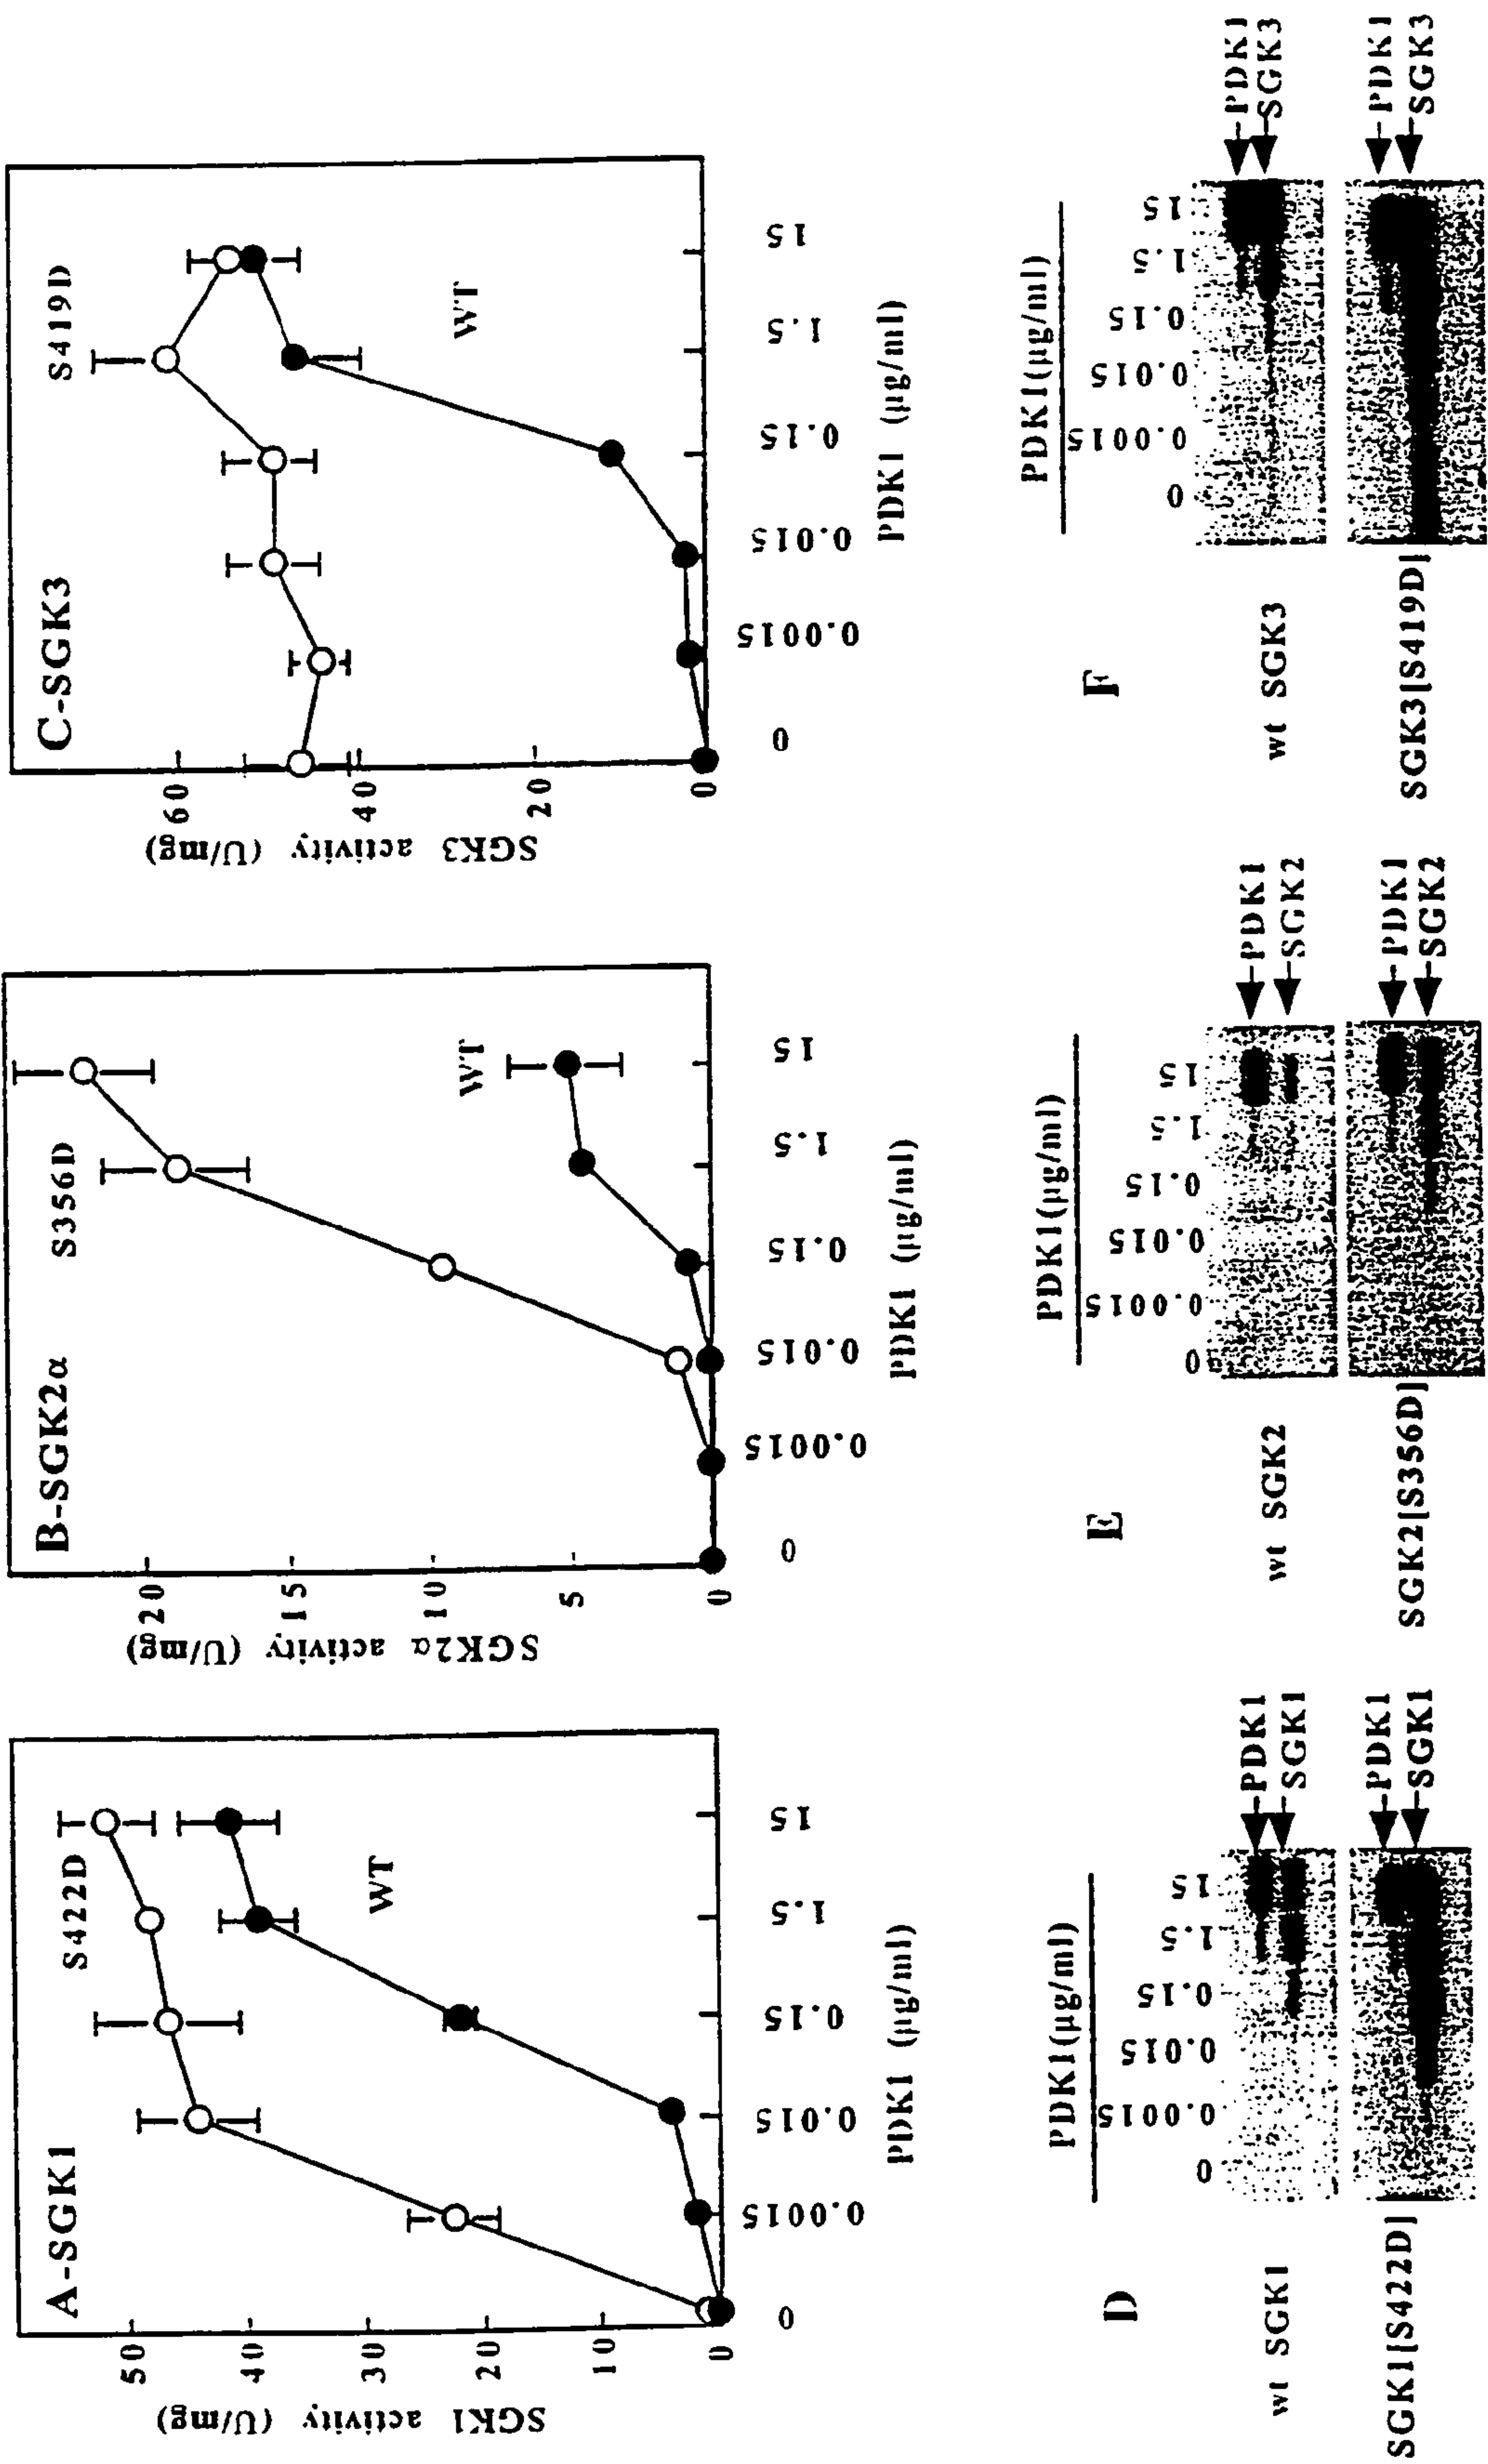 A-SGK1
SGK1 activity (U/mg)
50
40
30
20
10
0
S422D
WT
0 0.0015 0.015 0.15 1.5 15
PDK1 (µg/ml)
B-SGK2α
SGK2α activity (U/mg)
20
15
10
5
0
S356D
WT
0 0.0015 0.015 0.15 1.5 15
PDK1 (µg/ml)
C-SGK3
SGK3 activity (U/mg)
60
40
20
0
S419D
WT
0 0.0015 0.015 0.15 1.5 15
PDK1 (µg/ml)
D
PDK1(µg/ml)
0 0.0015 0.015 0.15 1.5 15
wt SGK1
PDK1
SGK1
SGK1[S422D]
PDK1
SGK1
E
PDK1(µg/ml)
0 0.0015 0.015 0.15 1.5 15
wt SGK2
PDK1
SGK2
SGK2[S356D]
PDK1
SGK2
F
PDK1(µg/ml)
0 0.0015 0.015 0.15 1.5 15
wt SGK3
PDK1
SGK3
SGK3[S419D]
PDK1
SGK3